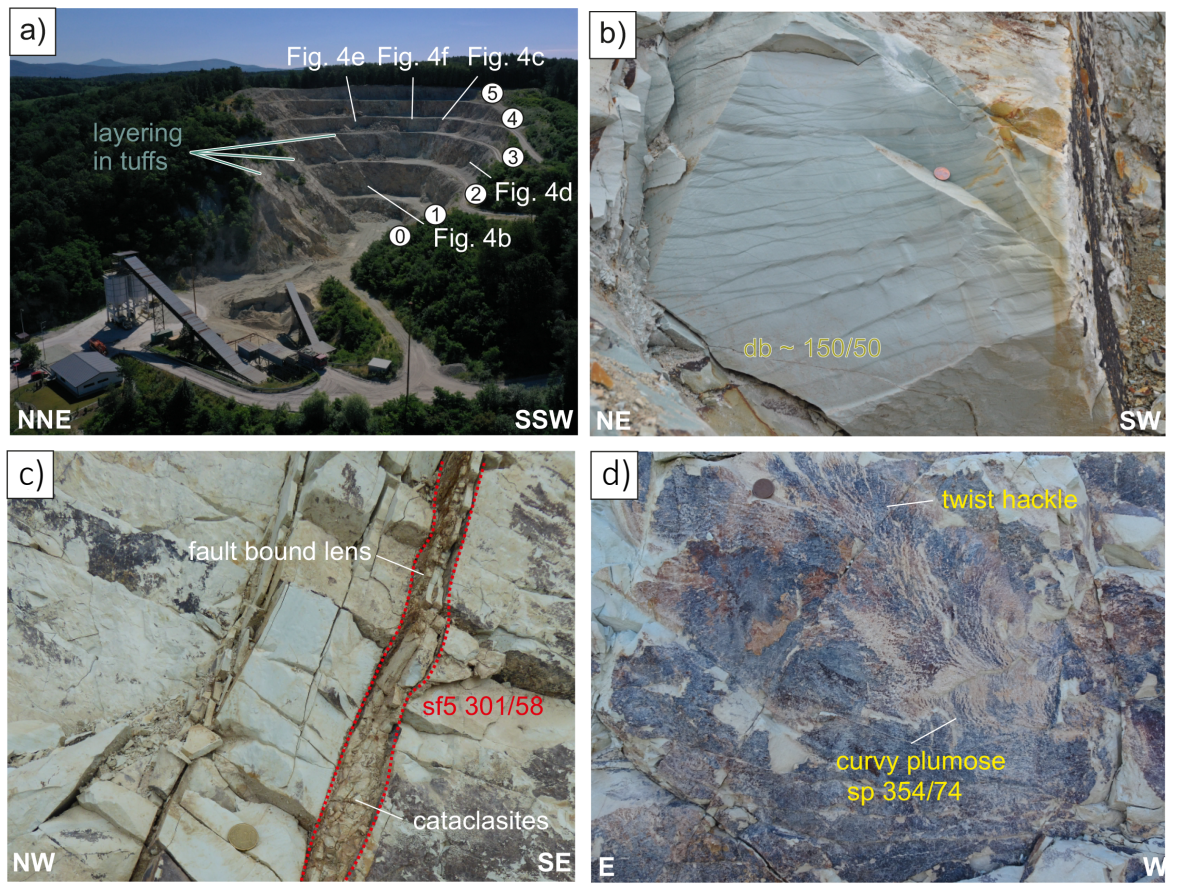 a)
Fig. 4e Fig. 4f Fig. 4c
5
4
layering
in tuffs
3
Fig. 4d
2
1
Fig. 4b
0
NNE
SSW
b)
db ~ 150/50
NE
SW
c)
fault bound lens
sf5 301/58
cataclasites
NW
SE
d)
twist hackle
curvy plumose
sp 354/74
E
W